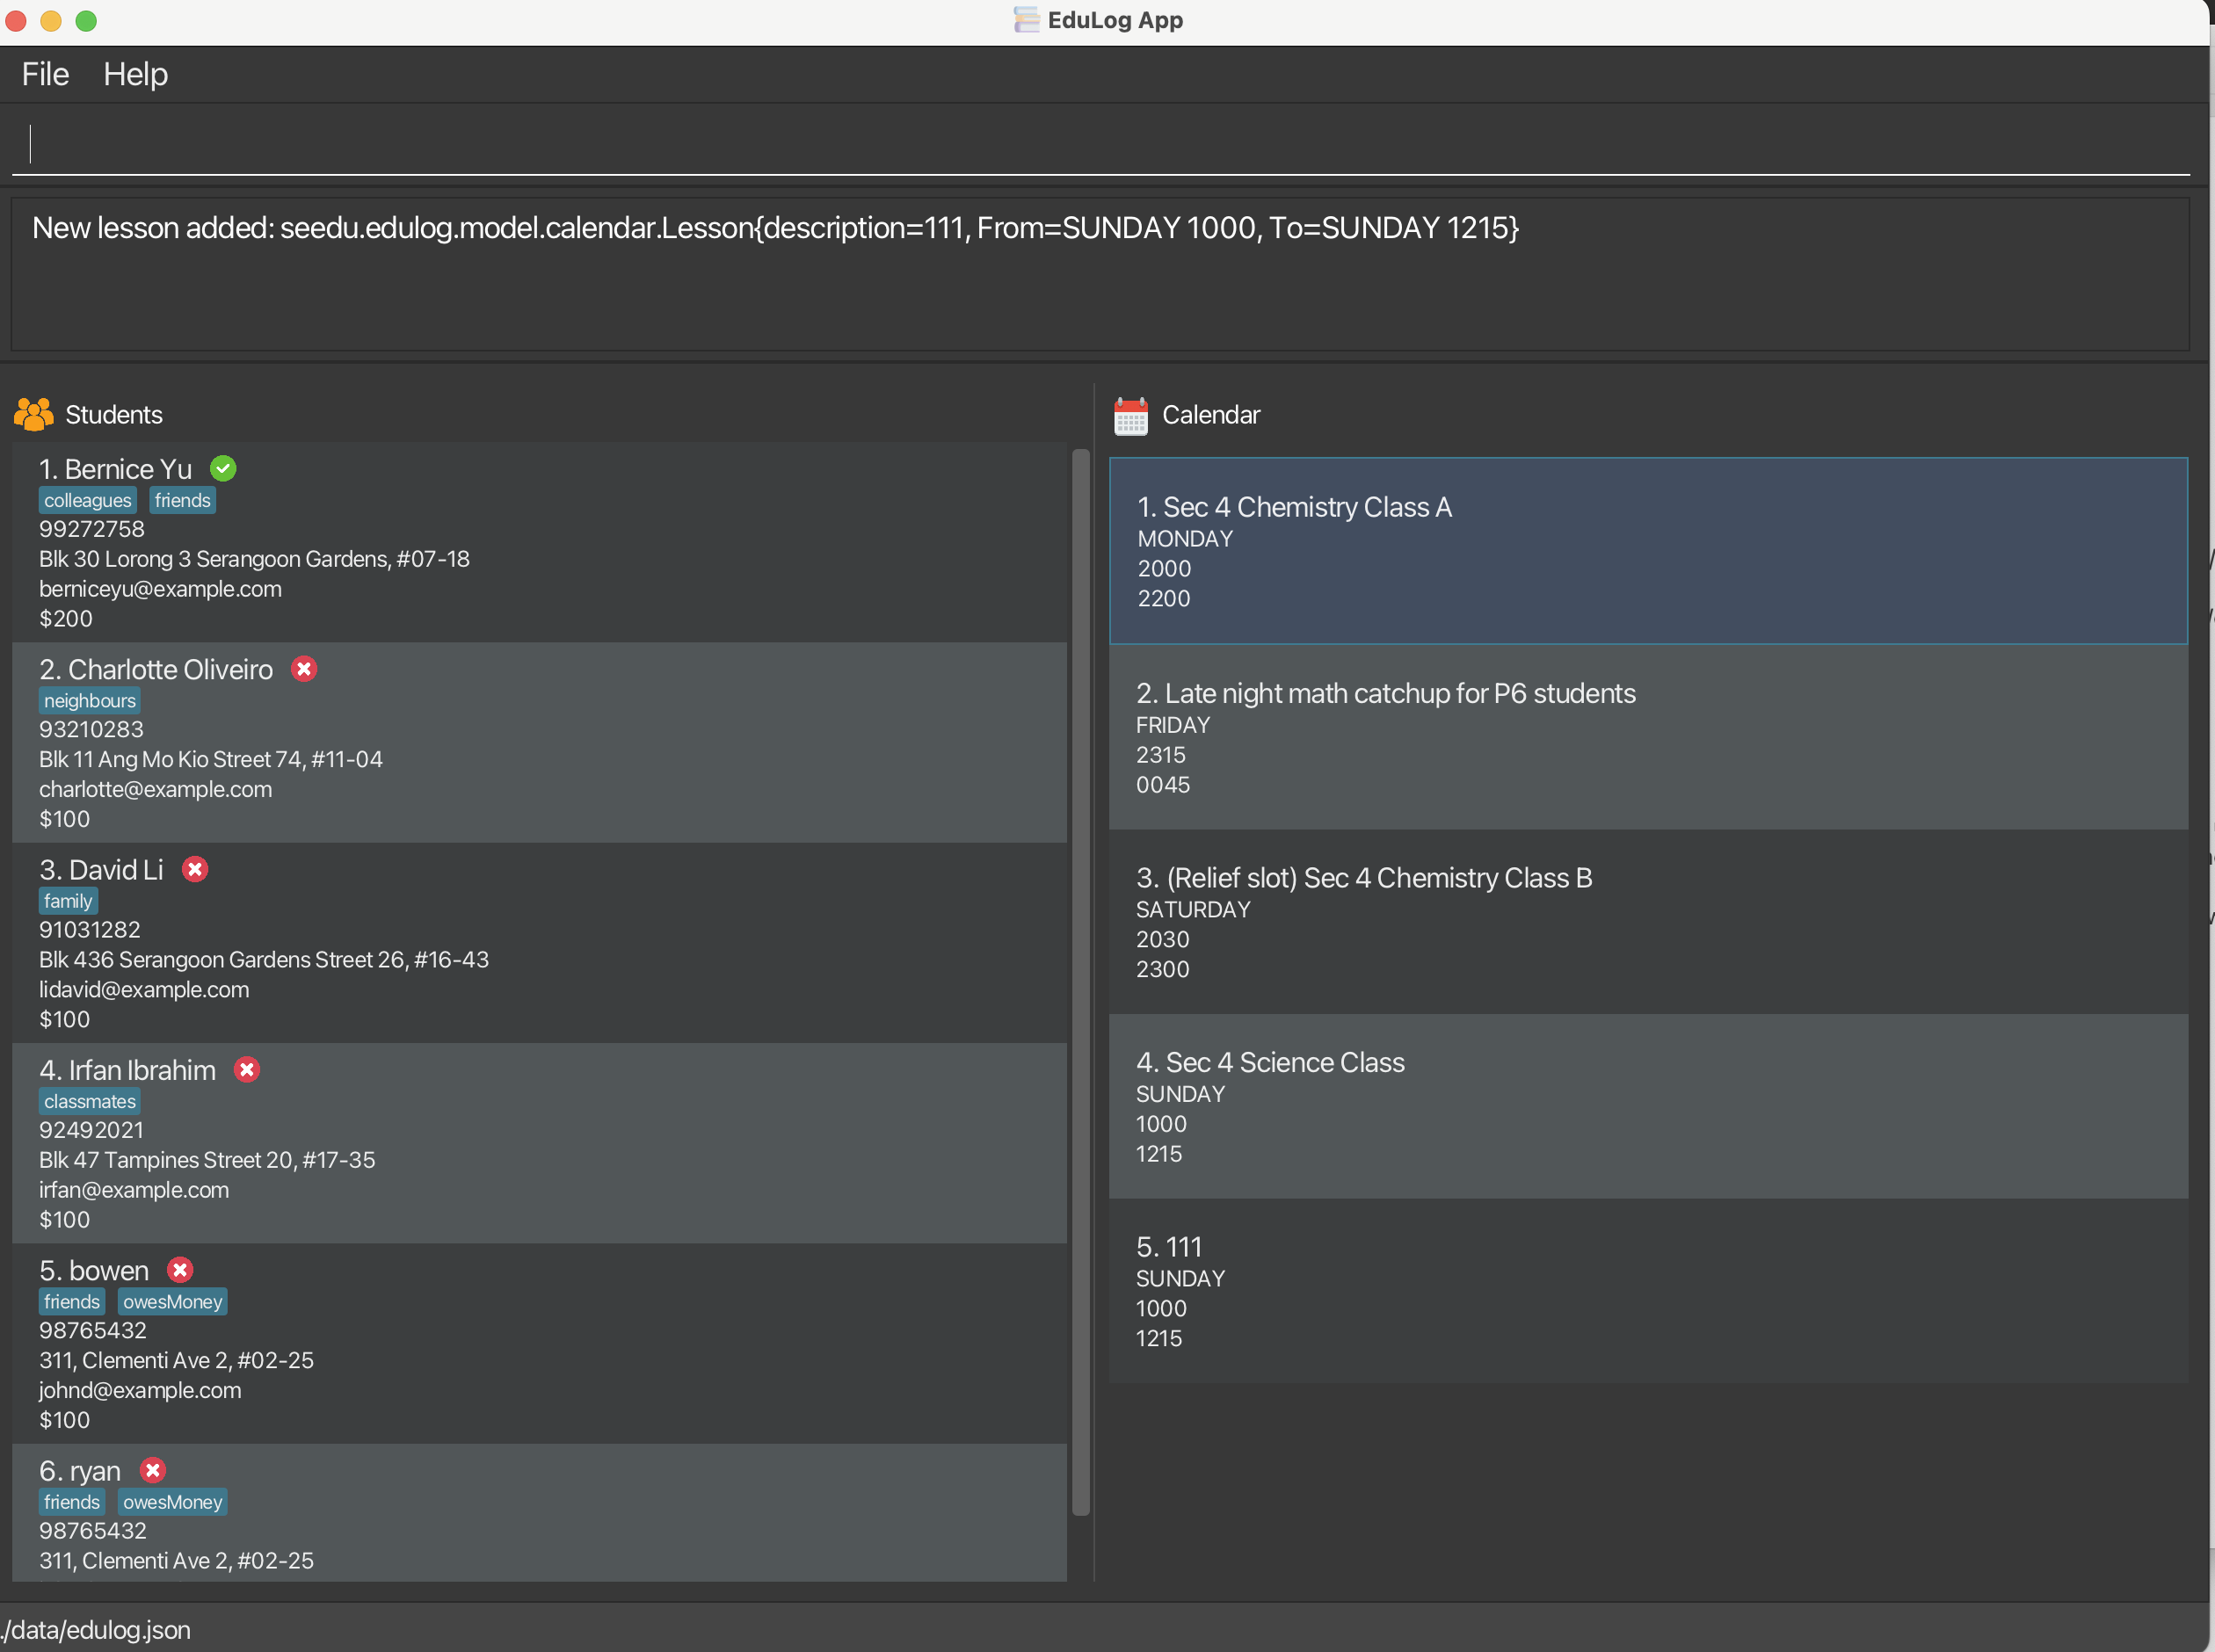 EduLog App
File Help
New lesson added: seedu.edulog.model.calendar.Lesson{description=111, From=SUNDAY 1000, To=SUNDAY 1215}
Students
1. Bernice Yu
colleagues friends
99272758
Blk 30 Lorong 3 Serangoon Gardens, #07-18
berniceyu@example.com
$200
2. Charlotte Oliveiro
neighbours
93210283
Blk 11 Ang Mo Kio Street 74, #11-04
charlotte@example.com
$100
3. David Li
family
91031282
Blk 436 Serangoon Gardens Street 26, #16-43
lidavid@example.com
$100
4. Irfan Ibrahim
classmates
92492021
Blk 47 Tampines Street 20, #17-35
irfan@example.com
$100
5. bowen
friends owesMoney
98765432
311, Clementi Ave 2, #02-25
johnd@example.com
$100
6. ryan
friends owesMoney
98765432
311, Clementi Ave 2, #02-25
Calendar
1. Sec 4 Chemistry Class A
MONDAY
2000
2200
2. Late night math catchup for P6 students
FRIDAY
2315
0045
3. (Relief slot) Sec 4 Chemistry Class B
SATURDAY
2030
2300
4. Sec 4 Science Class
SUNDAY
1000
1215
5. 111
SUNDAY
1000
1215
./data/edulog.json